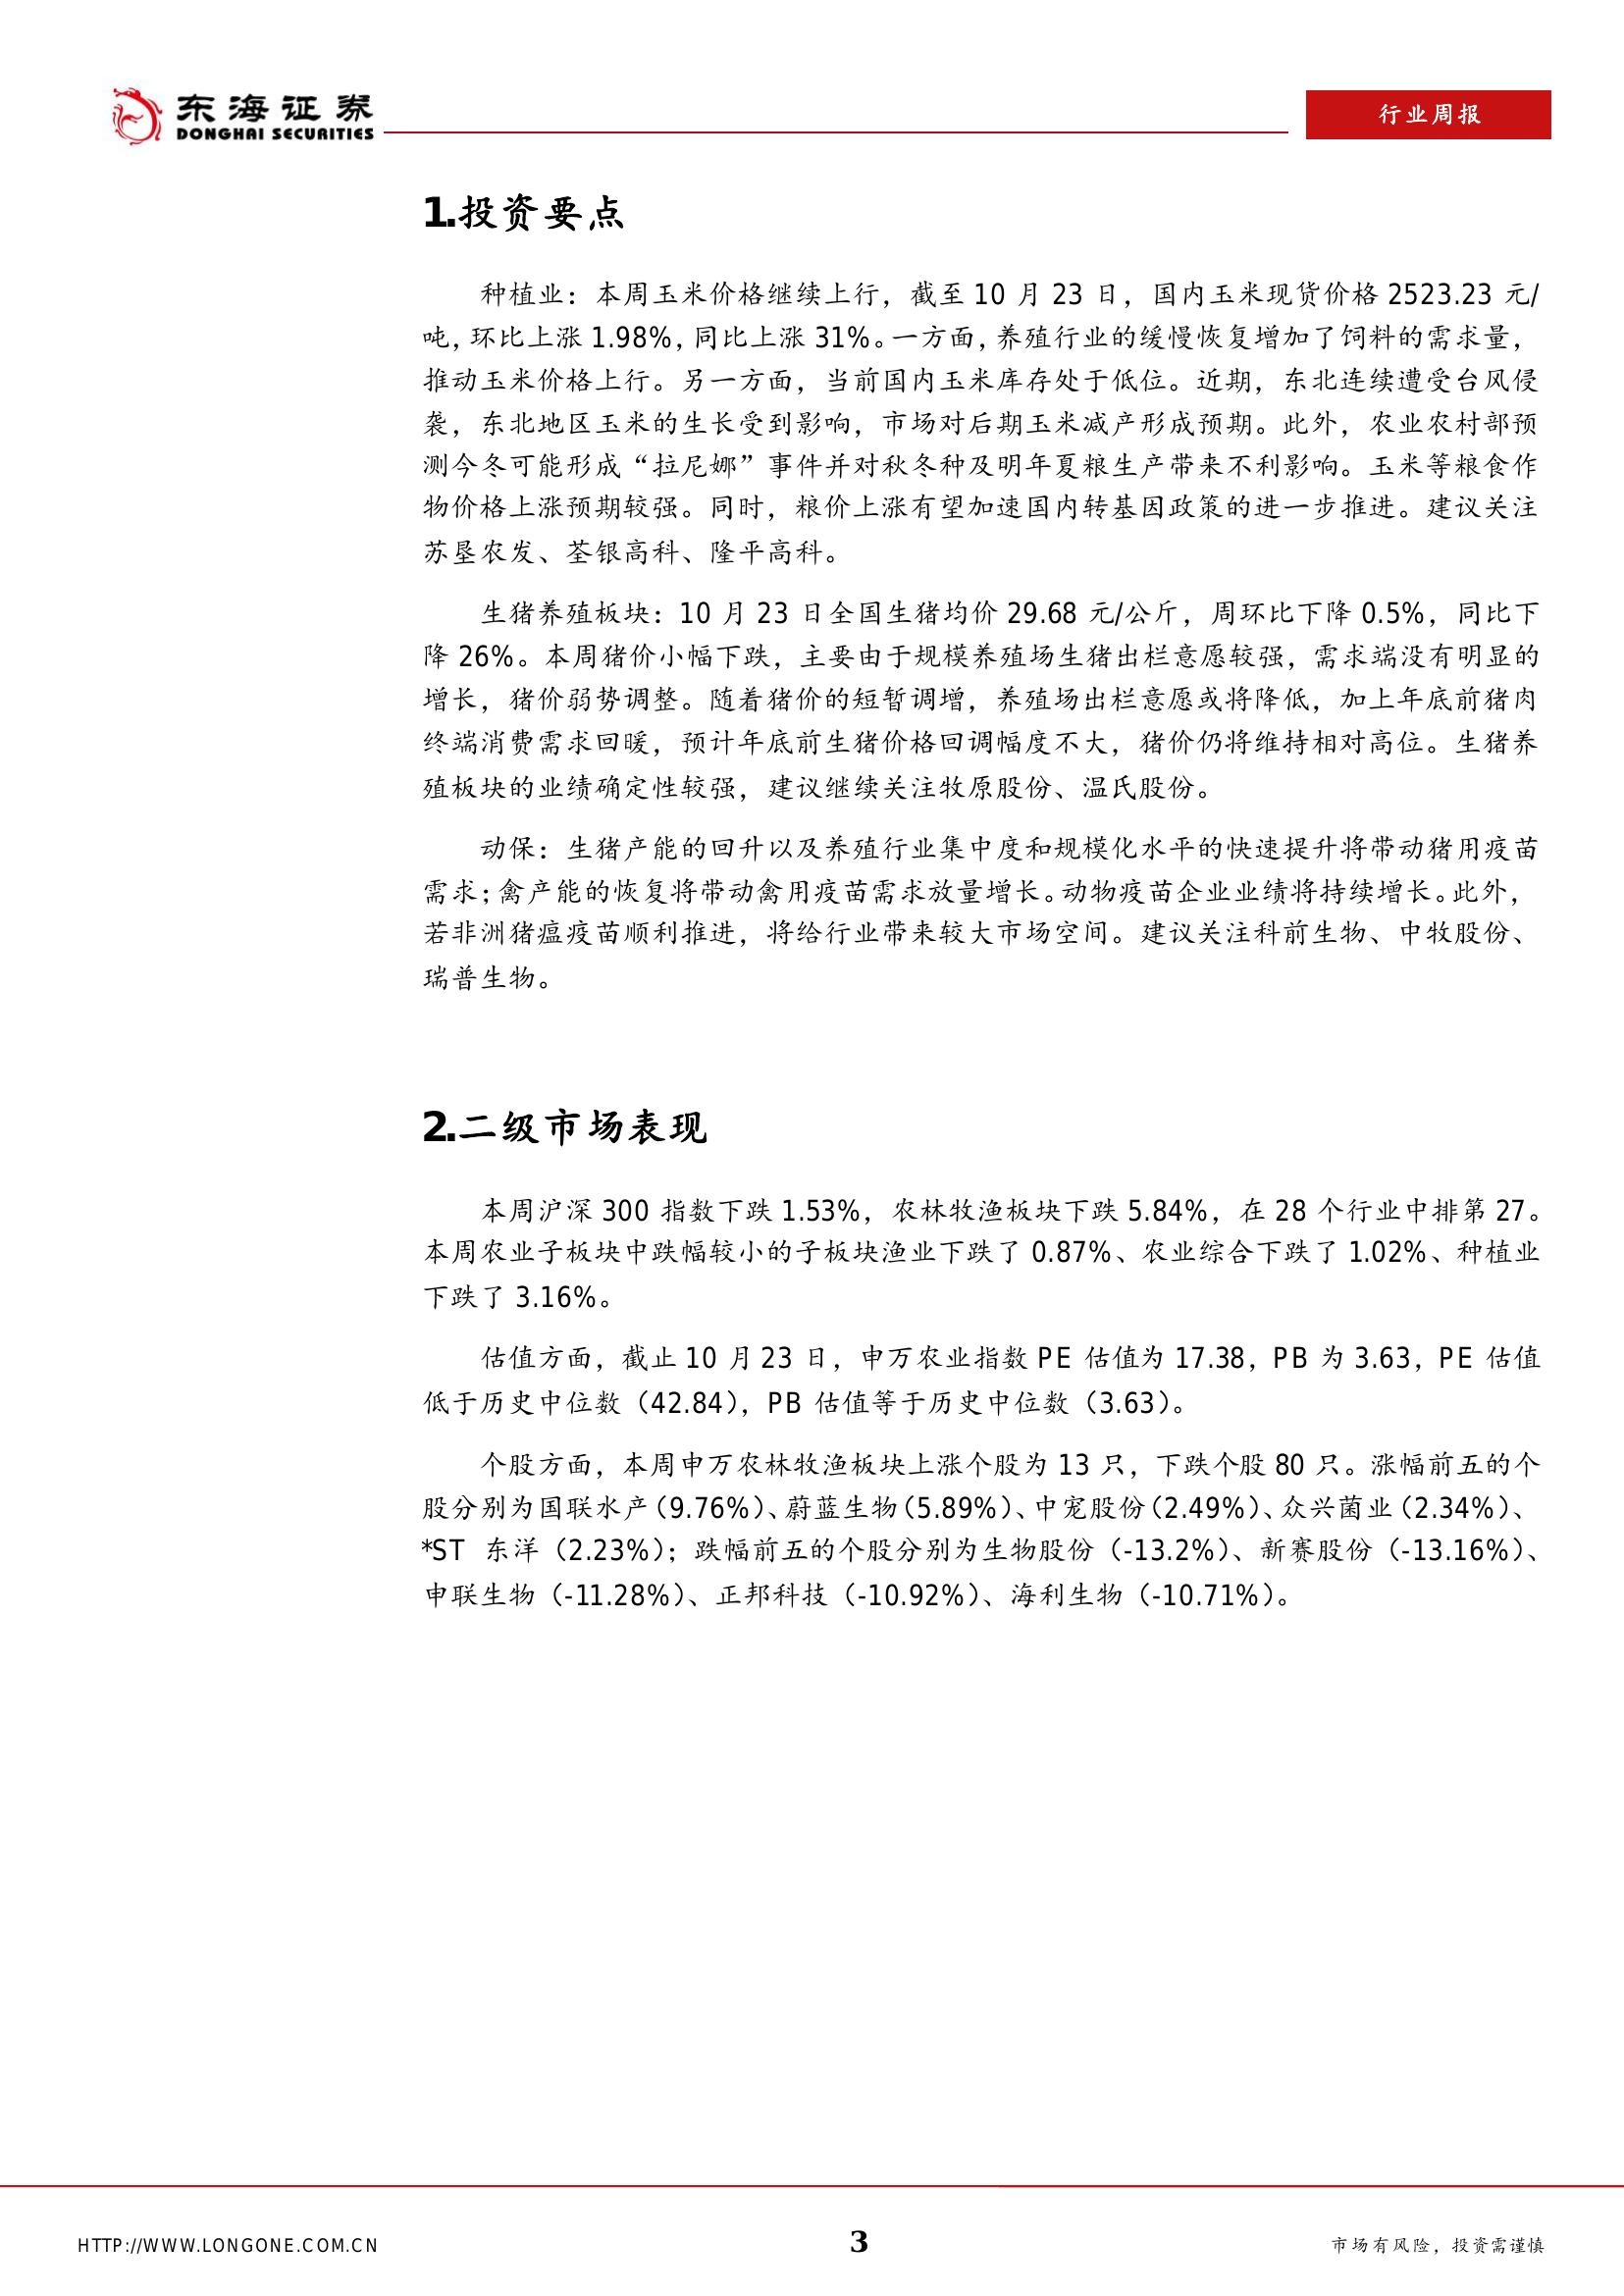 东海证券
DONGHAI SECURITIES
行业周报
1.投资要点
种植业：本周玉米价格继续上行，截至 10 月 23 日，国内玉米现货价格 2523.23 元/
吨，环比上涨 1.98%，同比上涨 31%。一方面，养殖行业的缓慢恢复增加了饲料的需求量，
推动玉米价格上行。另一方面，当前国内玉米库存处于低位。近期，东北连续遭受台风侵
袭，东北地区玉米的生长受到影响，市场对后期玉米减产形成预期。此外，农业农村部预
测今冬可能形成“拉尼娜”事件并对秋冬种及明年夏粮生产带来不利影响。玉米等粮食作
物价格上涨预期较强。同时，粮价上涨有望加速国内转基因政策的进一步推进。建议关注
苏垦农发、荃银高科、隆平高科。
生猪养殖板块：10 月 23 日全国生猪均价 29.68 元/公斤，周环比下降 0.5%，同比下
降 26%。本周猪价小幅下跌，主要由于规模养殖场生猪出栏意愿较强，需求端没有明显的
增长，猪价弱势调整。随着猪价的短暂调增，养殖场出栏意愿或将降低，加上年底前猪肉
终端消费需求回暖，预计年底前生猪价格回调幅度不大，猪价仍将维持相对高位。生猪养
殖板块的业绩确定性较强，建议继续关注牧原股份、温氏股份。
动保：生猪产能的回升以及养殖行业集中度和规模化水平的快速提升将带动猪用疫苗
需求；禽产能的恢复将带动禽用疫苗需求放量增长。动物疫苗企业业绩将持续增长。此外，
若非洲猪瘟疫苗顺利推进，将给行业带来较大市场空间。建议关注科前生物、中牧股份、
瑞普生物。
2.二级市场表现
本周沪深 300 指数下跌 1.53%，农林牧渔板块下跌 5.84%，在 28 个行业中排第 27。
本周农业子板块中跌幅较小的子板块渔业下跌了 0.87%、农业综合下跌了 1.02%、种植业
下跌了 3.16%。
估值方面，截止 10 月 23 日，申万农业指数 PE 估值为 17.38，PB 为 3.63，PE 估值
低于历史中位数（42.84），PB 估值等于历史中位数（3.63）。
个股方面，本周申万农林牧渔板块上涨个股为 13 只，下跌个股 80 只。涨幅前五的个
股分别为国联水产（9.76%）、蔚蓝生物（5.89%）、中宠股份（2.49%）、众兴菌业（2.34%）、
*ST 东洋（2.23%）；跌幅前五的个股分别为生物股份（-13.2%）、新赛股份（-13.16%）、
申联生物（-11.28%）、正邦科技（-10.92%）、海利生物（-10.71%）。
HTTP://WWW.LONGONE.COM.CN
3
市场有风险，投资需谨慎